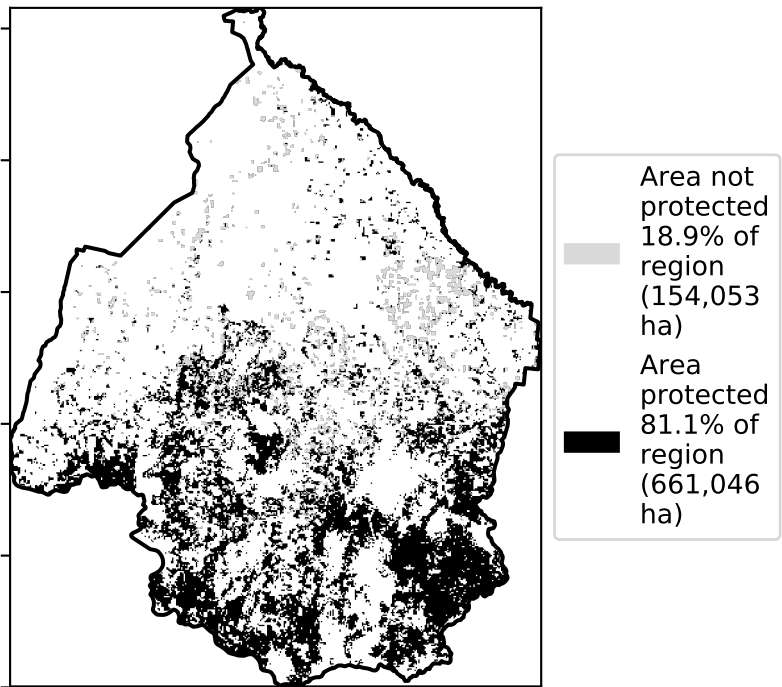 Area not
protected
18.9% of
region
(154,053
ha)
Area
protected
81.1% of
region
(661,046
ha)